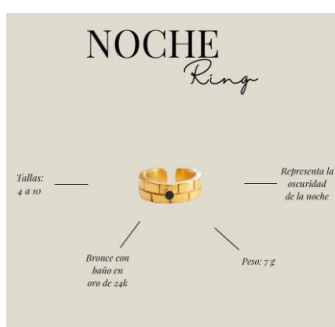 NOCHE
Ring
Tallas:
4 a 10
Representa la
oscuridad
de la noche
Bronce con
baño en
oro de 24k
Peso: 7 g